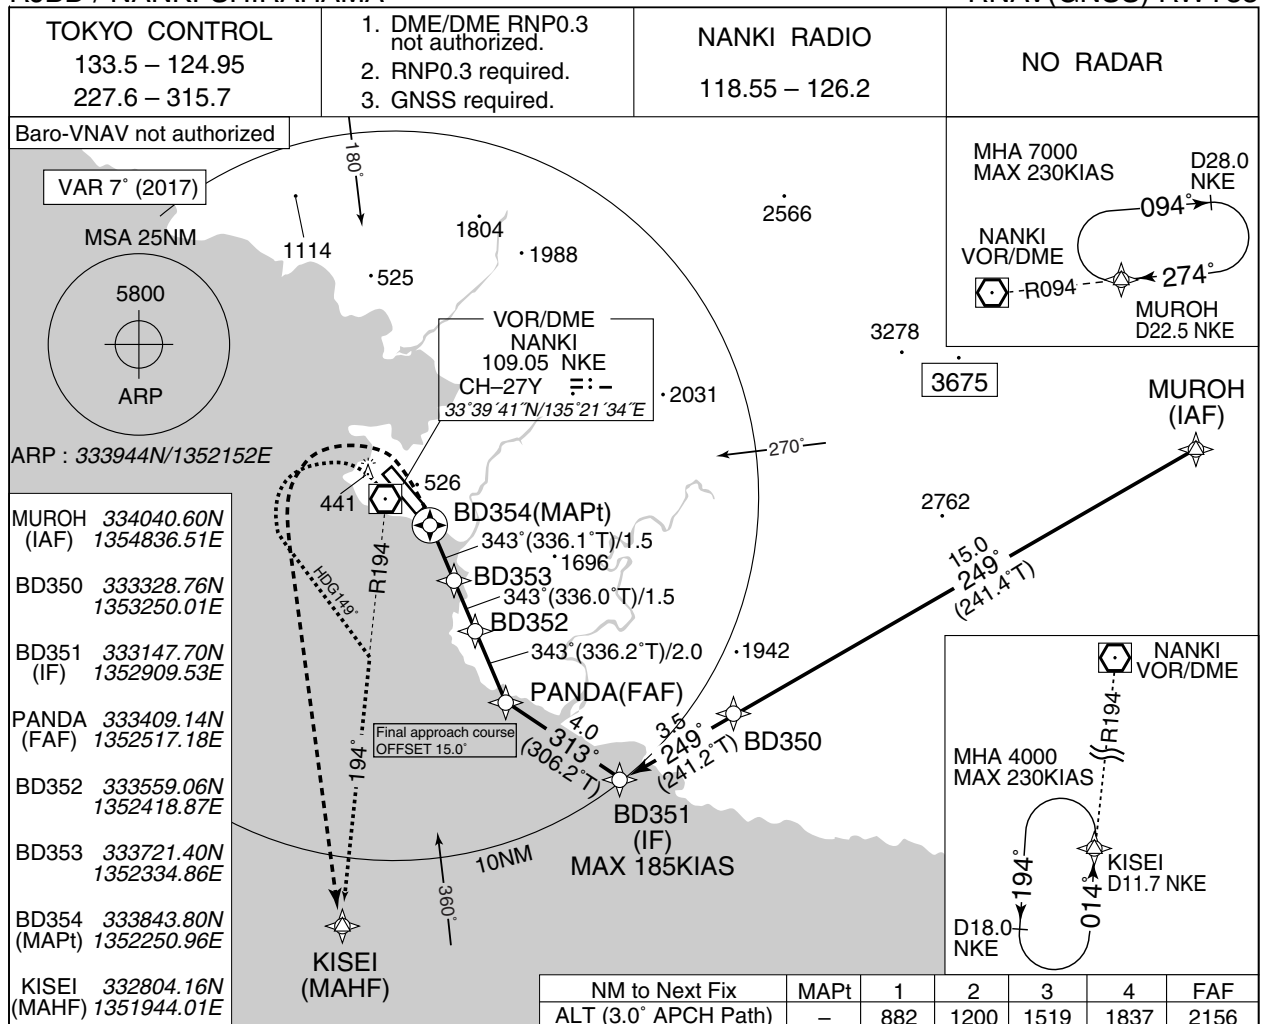 TOKYO CONTROL
133.5 – 124.95
227.6 – 315.7
1. DME/DME RNP0.3
not authorized.
2. RNP0.3 required.
3. GNSS required.
NANKI RADIO
118.55 – 126.2
NO RADAR
Baro-VNAV not authorized
VAR 7˚ (2017)
MSA 25NM
5800
ARP
ARP : 333944N/1352152E
180˚
1114
1804
1988
525
2566
VOR/DME
NANKI
109.05 NKE
CH–27Y
33˚39´41˝N/135˚21´34˝E
2031
3278
3675
MHA 7000
MAX 230KIAS
D28.0
NKE
094˚
NANKI
VOR/DME
R094
274˚
MUROH
D22.5 NKE
MUROH
(IAF)
270˚
441
526
2762
BD354(MAPt)
343˚(336.1˚T)/1.5
1696
BD353
343˚(336.0˚T)/1.5
BD352
343˚(336.2˚T)/2.0
1942
PANDA(FAF)
15.0
249˚
(241.4˚T)
R194
HDG149˚
194˚
Final approach course
OFFSET 15.0˚
4.0
313˚
(306.2˚T)
3.5
249˚
(241.2˚T)
BD350
BD351
(IF)
MAX 185KIAS
10NM
360˚
KISEI
(MAHF)
MUROH 334040.60N
(IAF) 1354836.51E
BD350 333328.76N
1353250.01E
BD351 333147.70N
(IF) 1352909.53E
PANDA 333409.14N
(FAF) 1352517.18E
BD352 333559.06N
1352418.87E
BD353 333721.40N
1352334.86E
BD354 333843.80N
(MAPt) 1352250.96E
KISEI 332804.16N
(MAHF) 1351944.01E
NANKI
VOR/DME
R194
MHA 4000
MAX 230KIAS
194˚
014˚
KISEI
D11.7 NKE
D18.0
NKE
NM to Next Fix MAPt 1 2 3 4 FAF
ALT (3.0˚ APCH Path) – 882 1200 1519 1837 2156